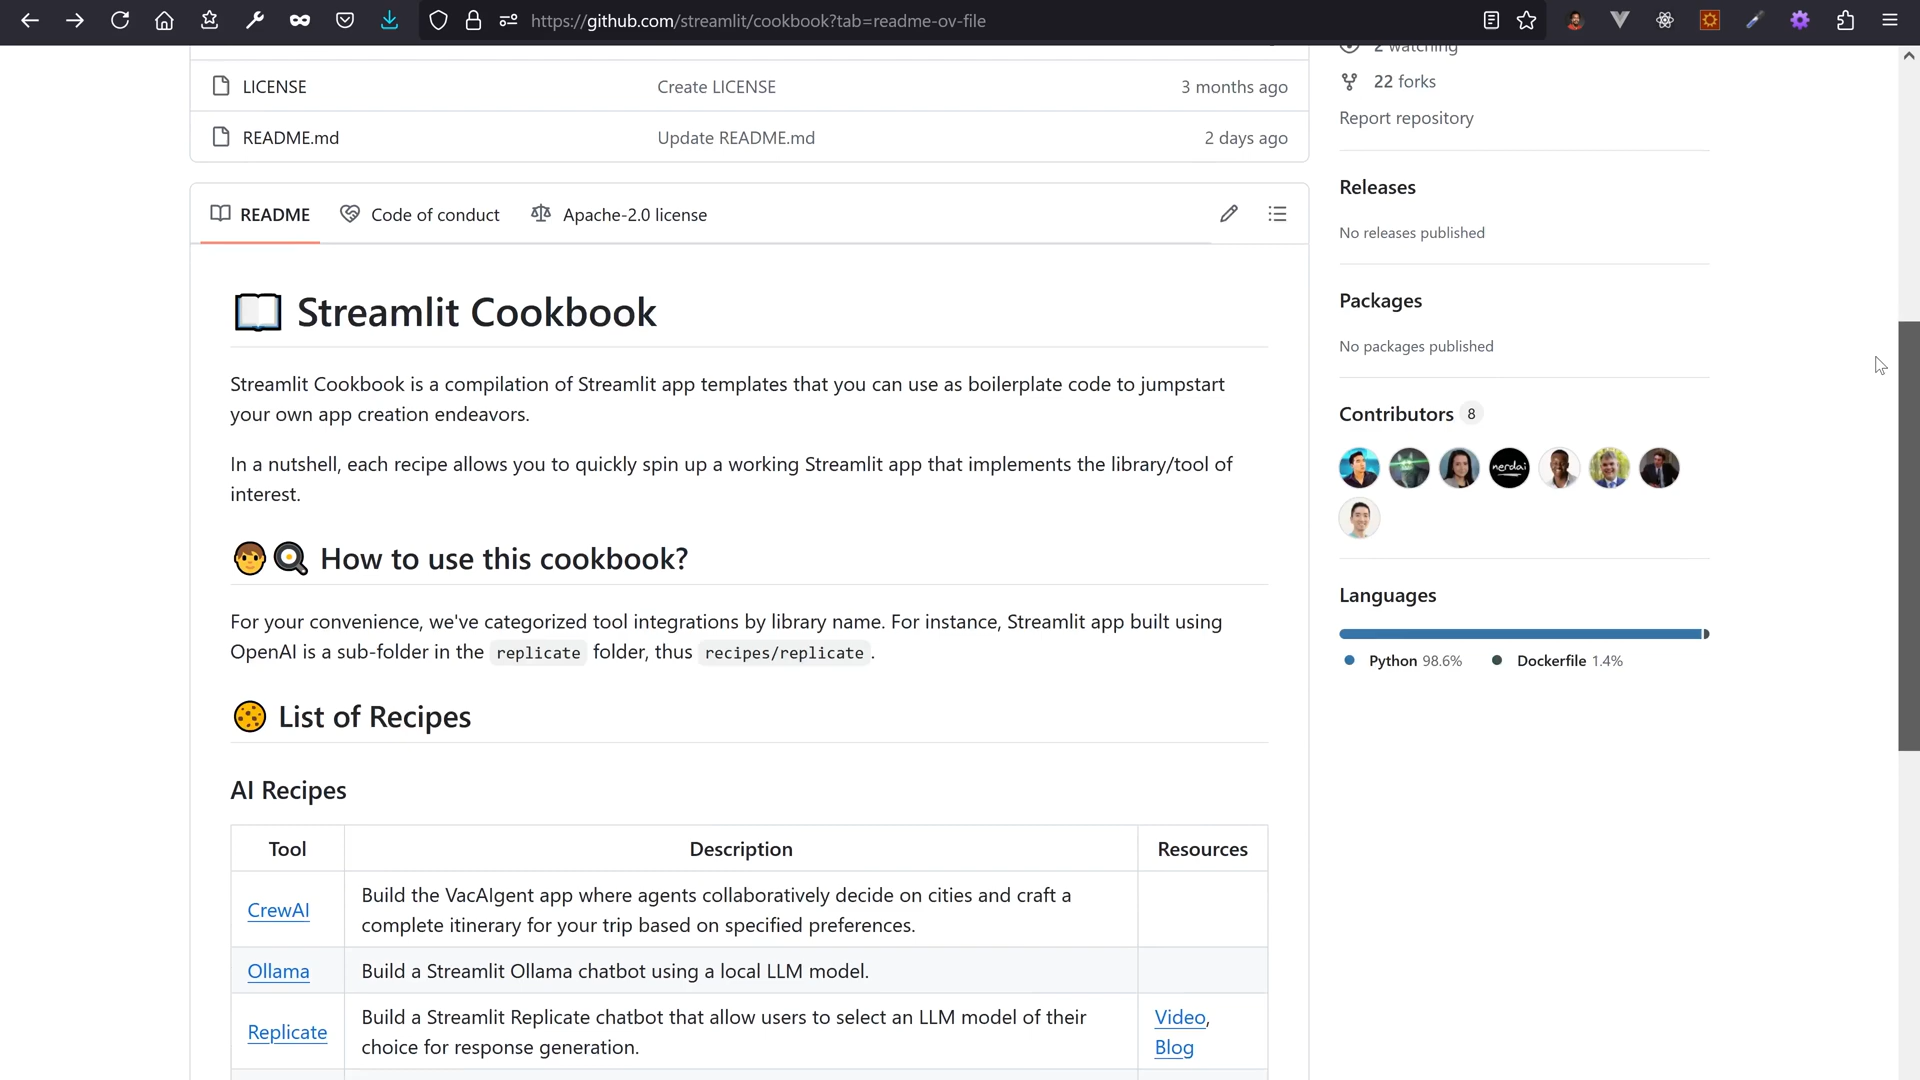 https://github.com/streamlit/cookbook?tab=readme-ov-file
2 watching
LICENSE
Create LICENSE
3 months ago
22 forks
Report repository
README.md
Update README.md
2 days ago
README
Code of conduct
Apache-2.0 license
Releases
No releases published
Streamlit Cookbook
Packages
No packages published
Streamlit Cookbook is a compilation of Streamlit app templates that you can use as boilerplate code to jumpstart
your own app creation endeavors.
In a nutshell, each recipe allows you to quickly spin up a working Streamlit app that implements the library/tool of
interest.
Contributors 8
nerdai
How to use this cookbook?
For your convenience, we've categorized tool integrations by library name. For instance, Streamlit app built using
OpenAI is a sub-folder in the replicate folder, thus recipes/replicate.
Languages
Python 98.6%
Dockerfile 1.4%
List of Recipes
AI Recipes
Tool
Description
Resources
CrewAI
Build the VacAIgent app where agents collaboratively decide on cities and craft a
complete itinerary for your trip based on specified preferences.
Ollama
Build a Streamlit Ollama chatbot using a local LLM model.
Replicate
Build a Streamlit Replicate chatbot that allow users to select an LLM model of their
choice for response generation.
Video,
Blog